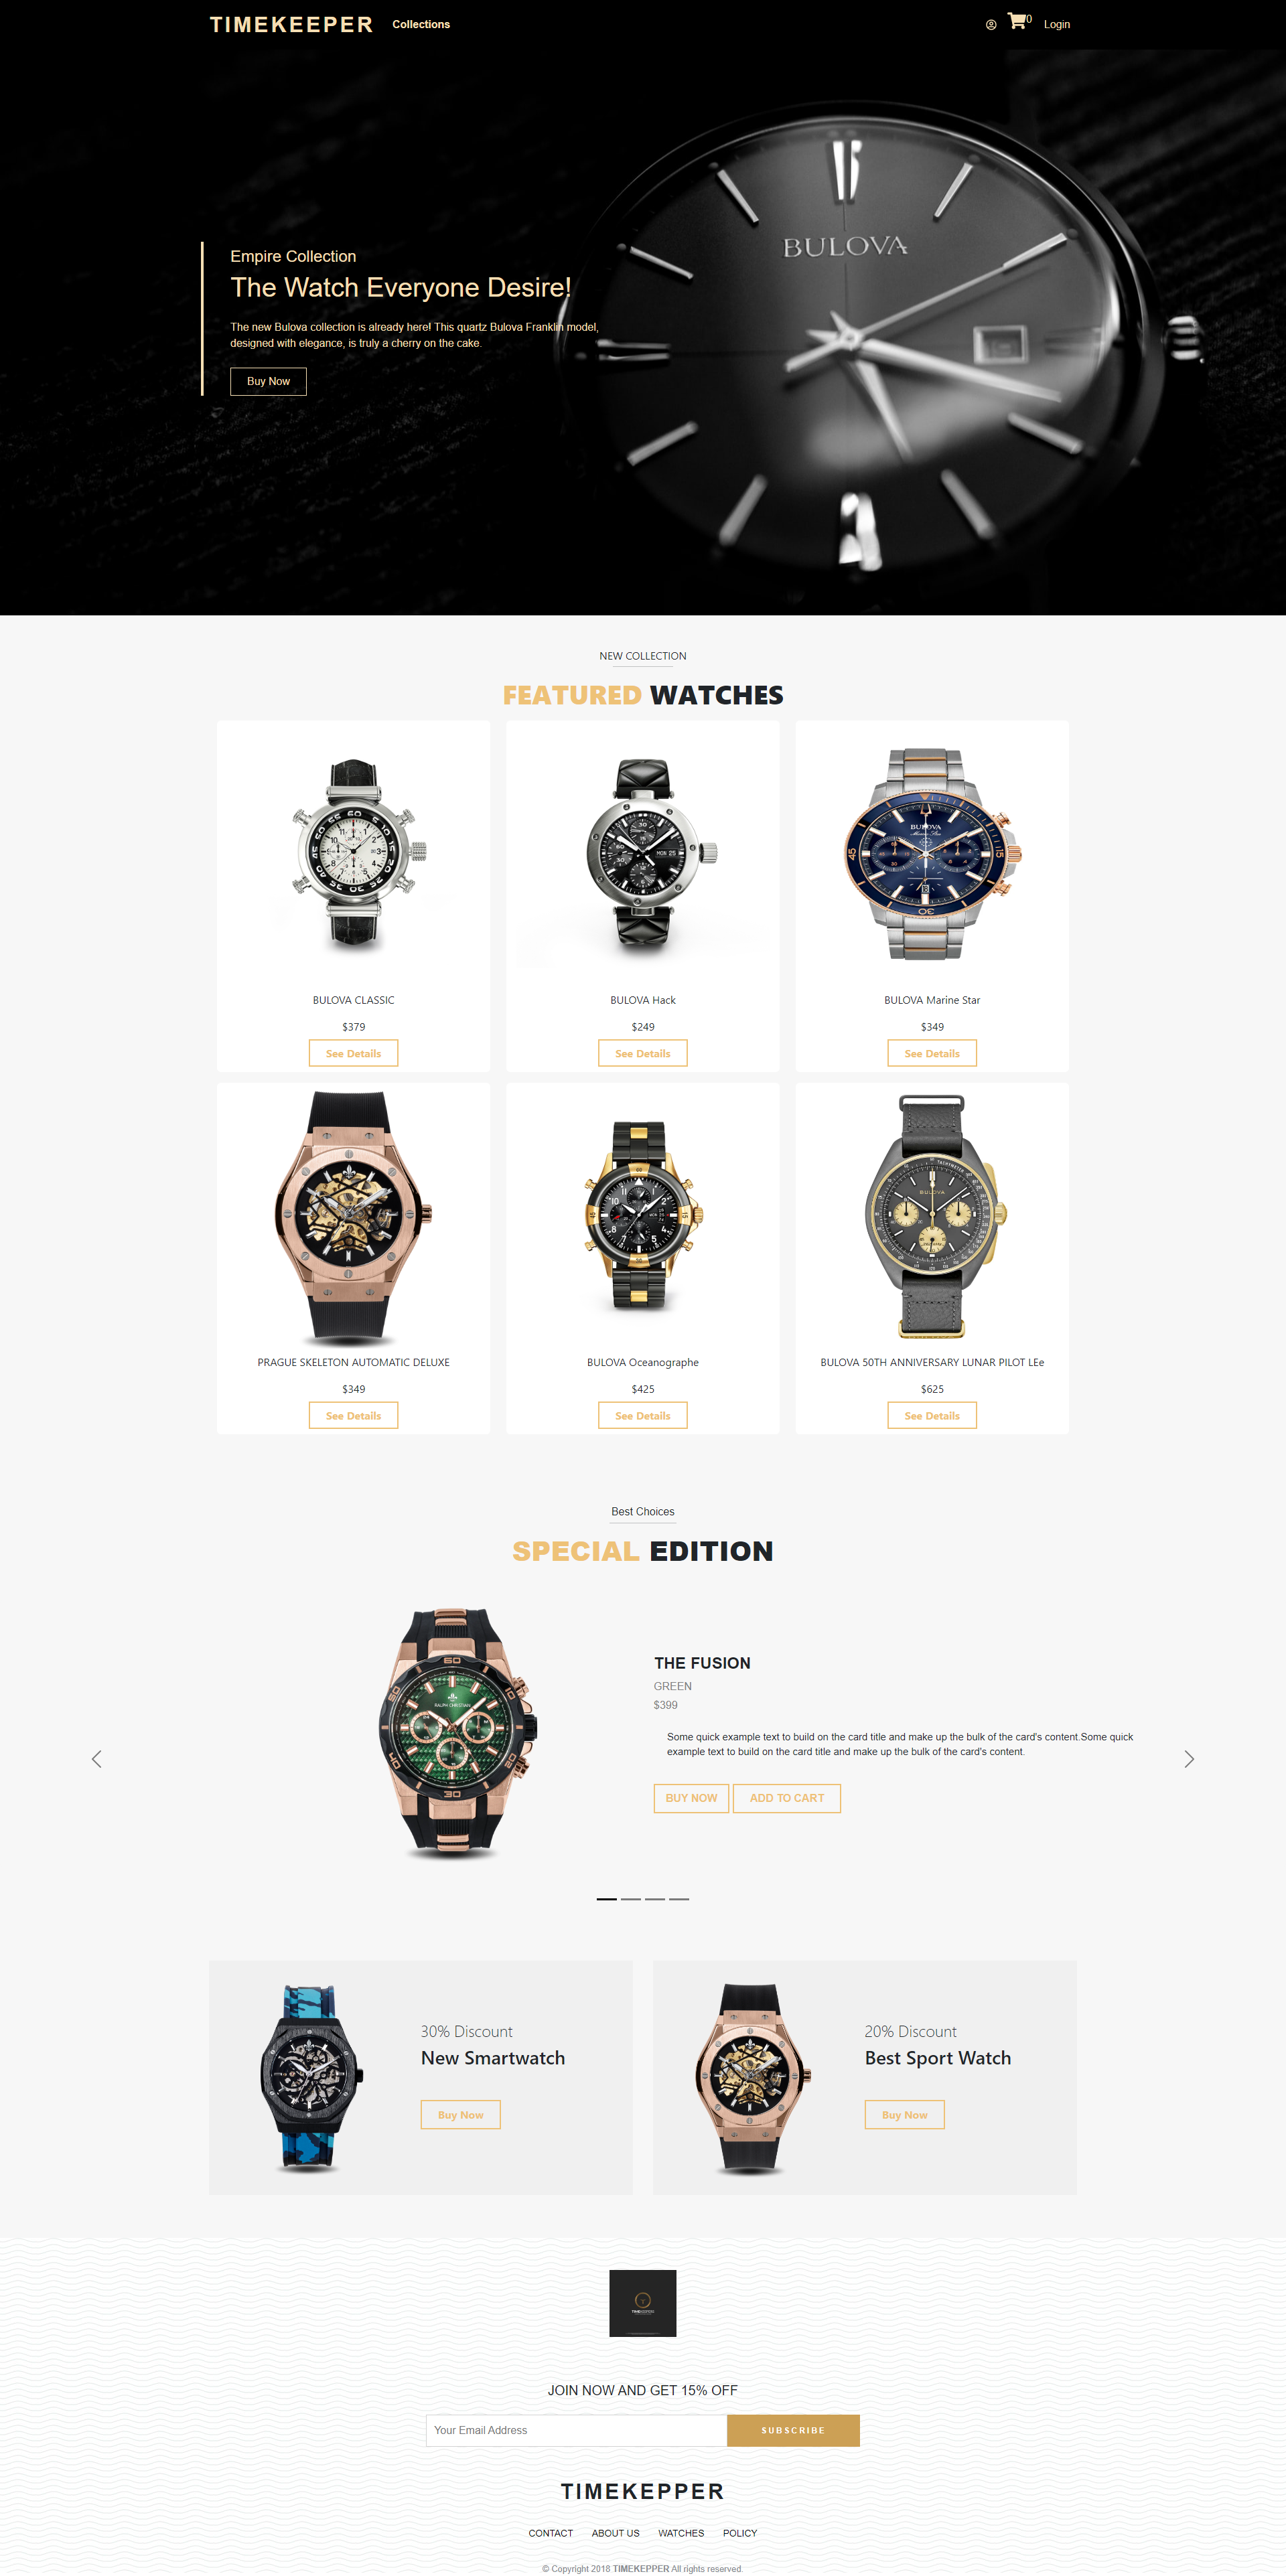 TIMEKEEPER Collections 0 Login
BULOVA
Empire Collection
The Watch Everyone Desire!
The new Bulova collection is already here! This quartz Bulova Franklin model,
designed with elegance, is truly a cherry on the cake.
Buy Now
NEW COLLECTION
FEATURED WATCHES
BULOVA CLASSIC
$379
See Details
BULOVA Hack
$249
See Details
BULOVA
Marine Star
BULOVA Marine Star
$349
See Details
PRAGUE SKELETON AUTOMATIC DELUXE
$349
See Details
BULOVA Oceanographe
$425
See Details
TACHYMETER
BULOVA
BULOVA 50TH ANNIVERSARY LUNAR PILOT LEe
$625
See Details
Best Choices
SPECIAL EDITION
RALPH CHRISTIAN
THE FUSION
GREEN
$399
Some quick example text to build on the card title and make up the bulk of the card's content.Some quick
example text to build on the card title and make up the bulk of the card's content.
BUY NOW ADD TO CART
30% Discount
New Smartwatch
Buy Now
20% Discount
Best Sport Watch
Buy Now
JOIN NOW AND GET 15% OFF
Your Email Address SUBSCRIBE
TIMEKEPPER
CONTACT ABOUT US WATCHES POLICY
© Copyright 2018 TIMEKEPPER All rights reserved.